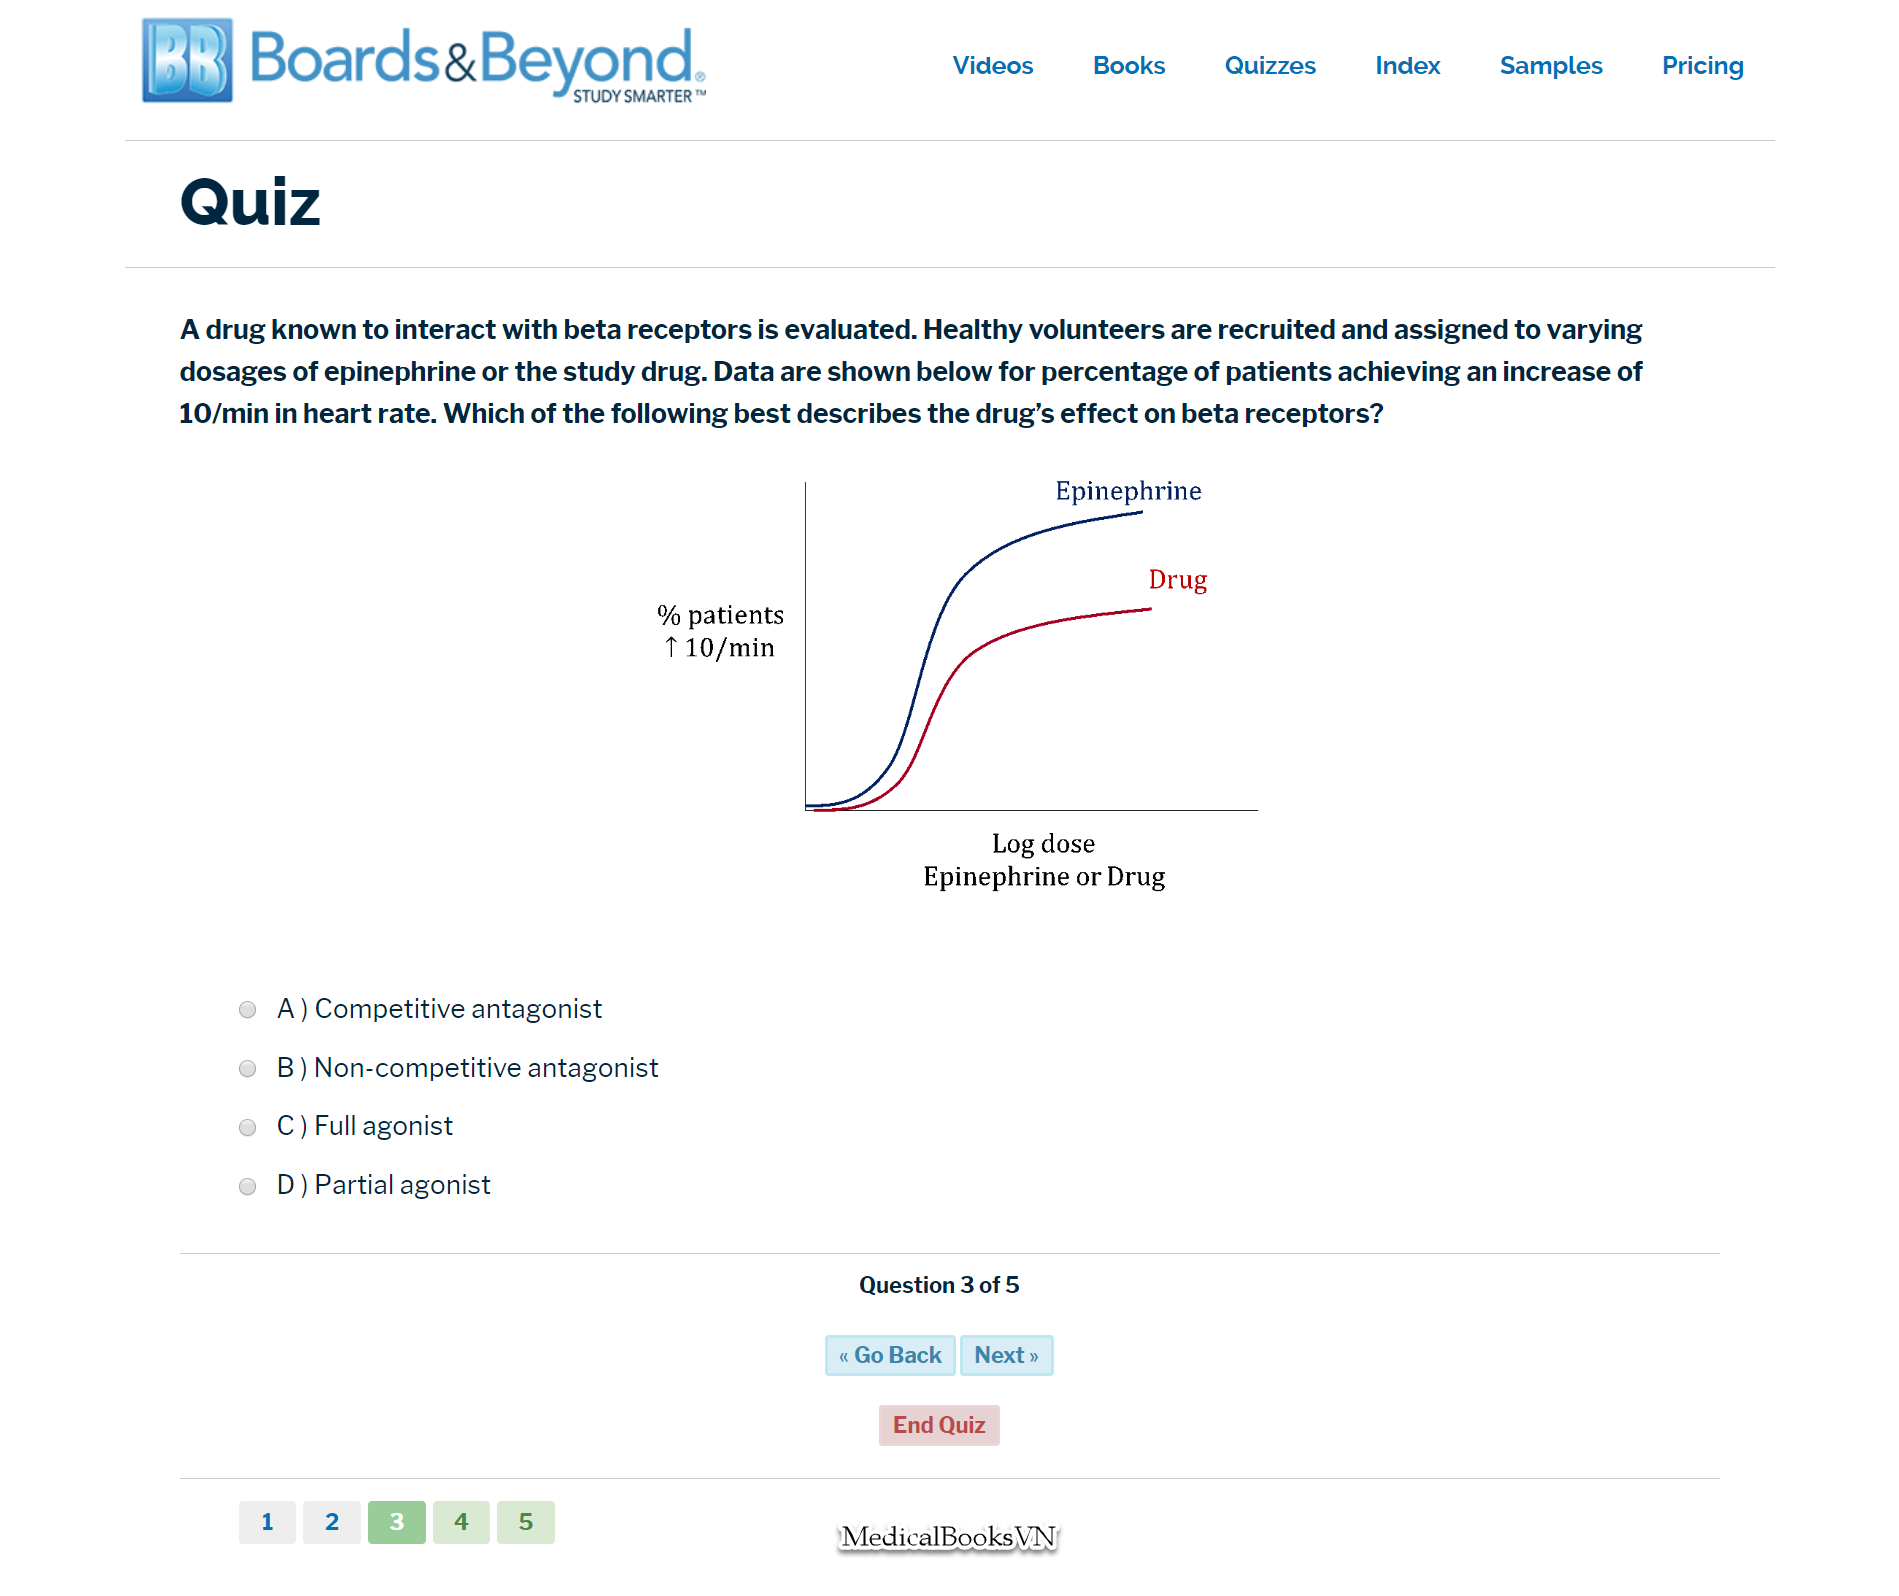 BB Boards&Beyond®
STUDY SMARTER™
Videos Books Quizzes Index Samples Pricing
Quiz
A drug known to interact with beta receptors is evaluated. Healthy volunteers are recruited and assigned to varying
dosages of epinephrine or the study drug. Data are shown below for percentage of patients achieving an increase of
10/min in heart rate. Which of the following best describes the drug’s effect on beta receptors?
Epinephrine
Drug
% patients
↑ 10/min
Log dose
Epinephrine or Drug
A ) Competitive antagonist
B ) Non-competitive antagonist
C ) Full agonist
D ) Partial agonist
Question 3 of 5
« Go Back Next »
End Quiz
1 2 3 4 5
MedicalBooksVN